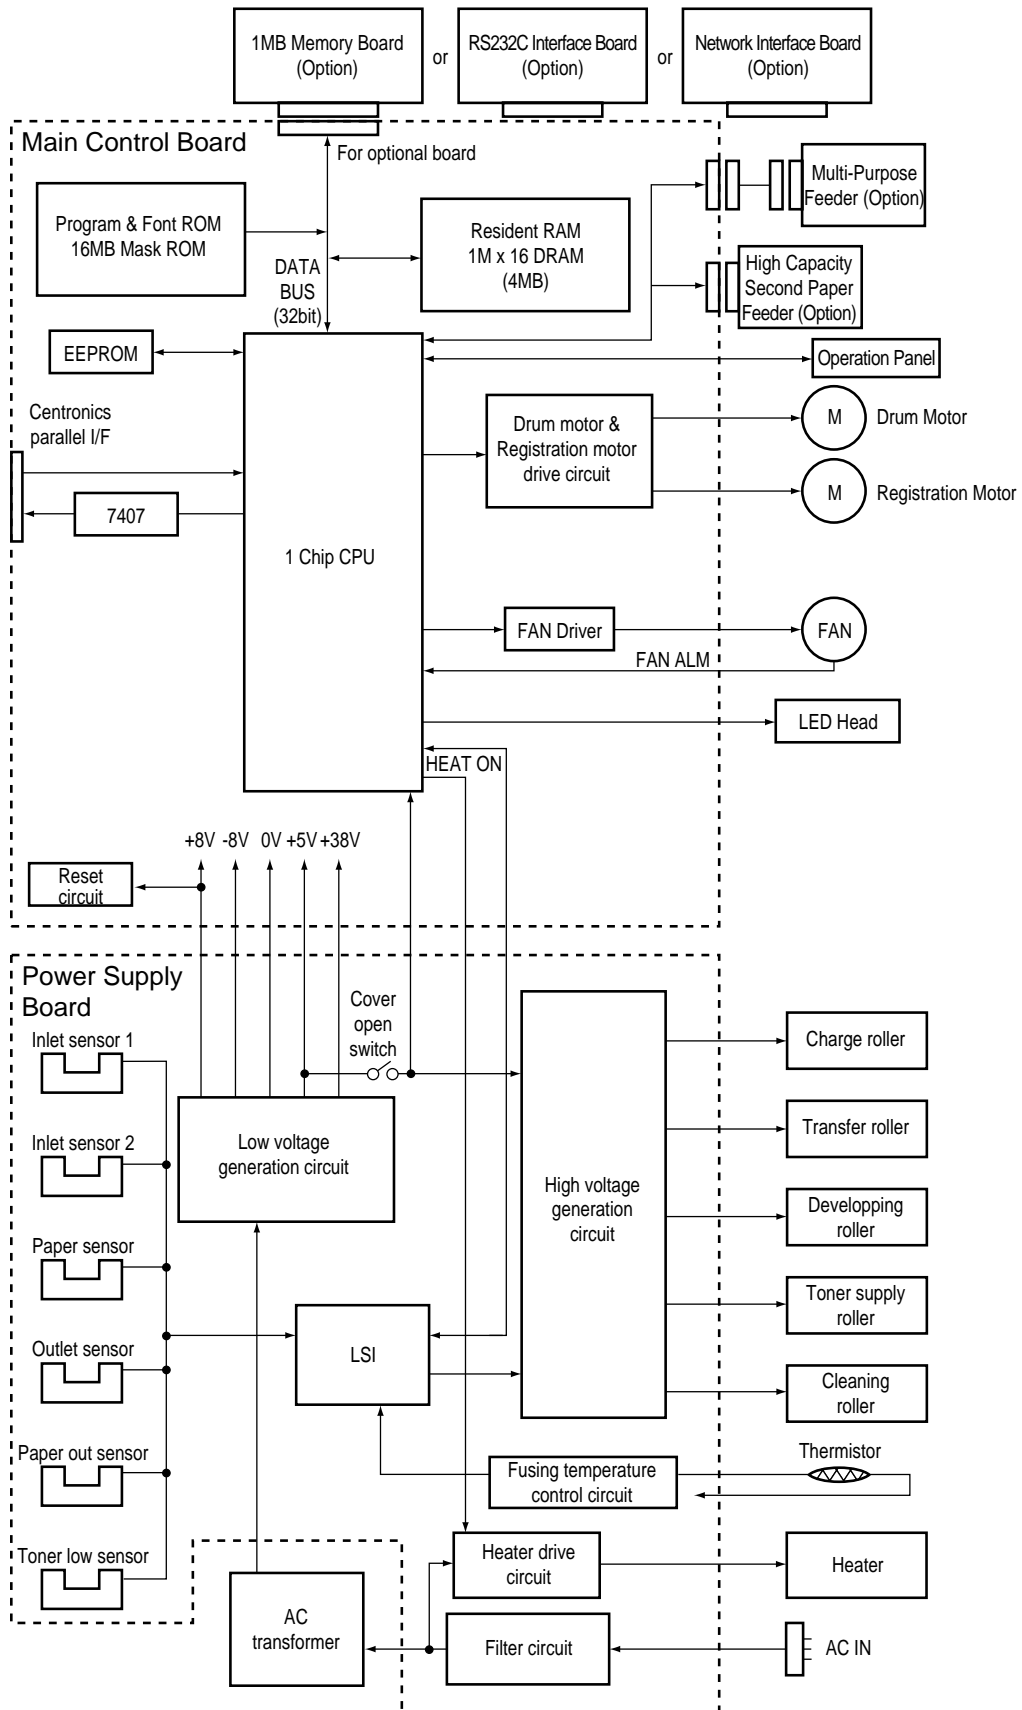 1MB Memory Board
(Option)
or
RS232C Interface Board
(Option)
or
Network Interface Board
(Option)
Main Control Board
For optional board
Program & Font ROM
16MB Mask ROM
Resident RAM
1M x 16 DRAM
(4MB)
DATA
BUS
(32bit)
Multi-Purpose
Feeder (Option)
High Capacity
Second Paper
Feeder (Option)
EEPROM
Operation Panel
Centronics
parallel I/F
7407
1 Chip CPU
Drum motor &
Registration motor
drive circuit
M
Drum Motor
M
Registration Motor
FAN Driver
FAN
FAN ALM
LED Head
HEAT ON
+8V
-8V
0V
+5V
+38V
Reset
circuit
Power Supply
Board
Cover
open
switch
Inlet sensor 1
Inlet sensor 2
Paper sensor
Outlet sensor
Paper out sensor
Toner low sensor
Low voltage
generation circuit
High voltage
generation
circuit
LSI
Charge roller
Transfer roller
Developping
roller
Toner supply
roller
Cleaning
roller
Thermistor
Fusing temperature
control circuit
Heater drive
circuit
Heater
AC
transformer
Filter circuit
AC IN